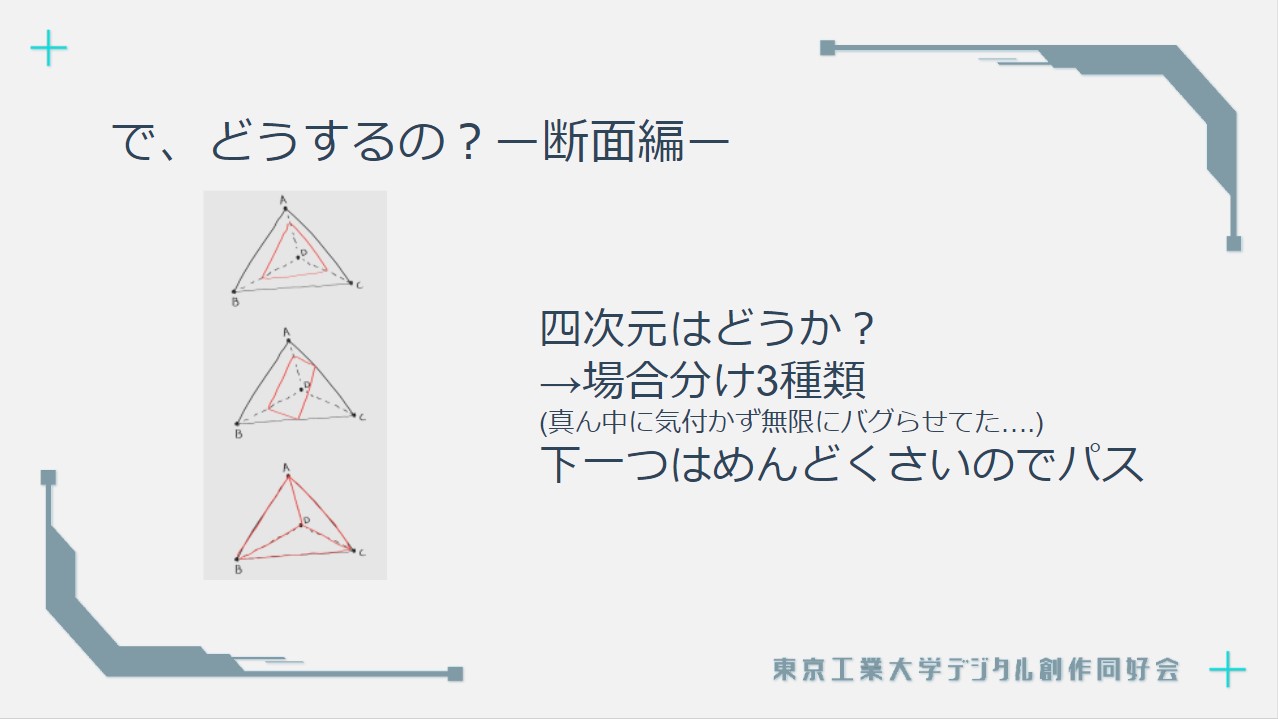 で、どうするの？ー断面編ー
A
D
B
C
A
D
B
C
A
D
B
C
四次元はどうか？
→場合分け3種類
(真ん中に気付かず無限にバグらせてた….)
下一つはめんどくさいのでパス
東京工業大学デジタル創作同好会